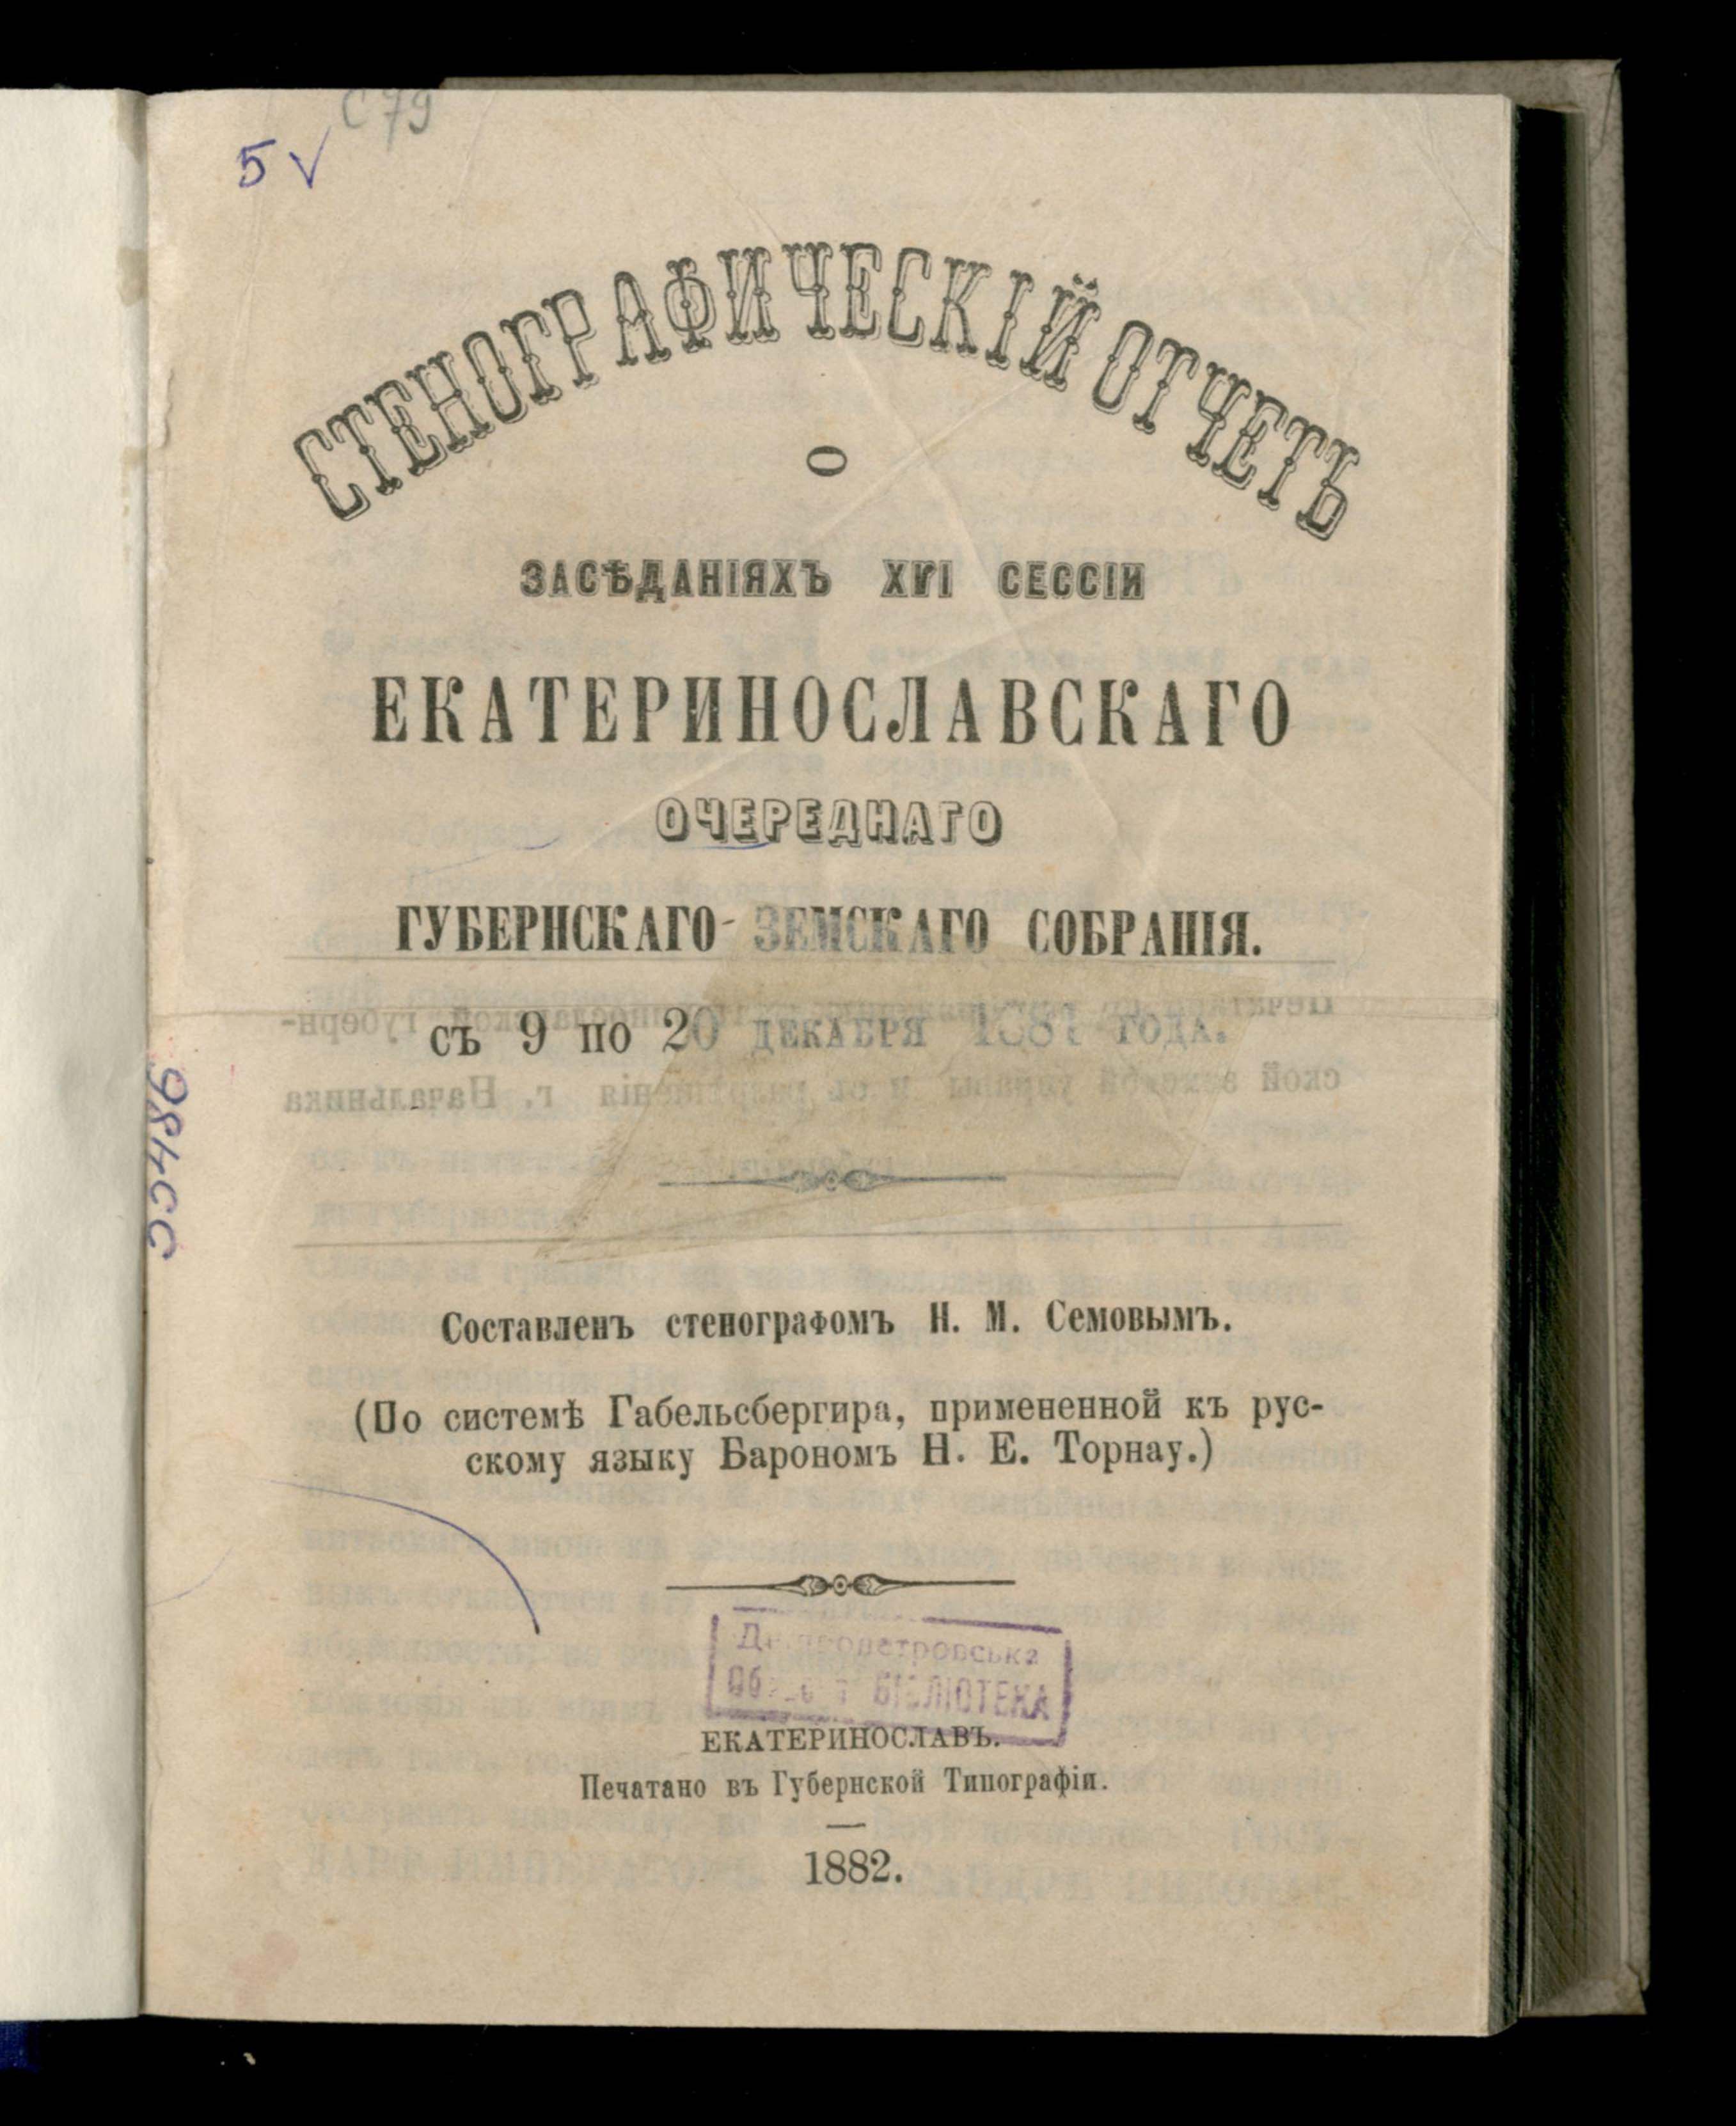 С79
5 √
СТЕНОГРАФИЧЕСКІЙ ОТЧЕТЪ
О
ЗАСѢДАНІЯХЪ XVI СЕССІИ
ЕКАТЕРИНОСЛАВСКАГО
ОЧЕРЕДНАГО
ГУБЕРНСКАГО ЗЕМСКАГО СОБРАНІЯ.
съ 9 по 20 ДЕКАБРЯ 1881 ГОДА.
Составленъ стенографомъ Н. М. Семовымъ.
(По системѣ Габельсбергира, примененной къ рус-
скому языку Барономъ Н. Е. Торнау.)
Дніпропетровська
БІБЛІОТЕКА
ЕКАТЕРИНОСЛАВЪ.
Печатано въ Губернской Типографіи.
1882.